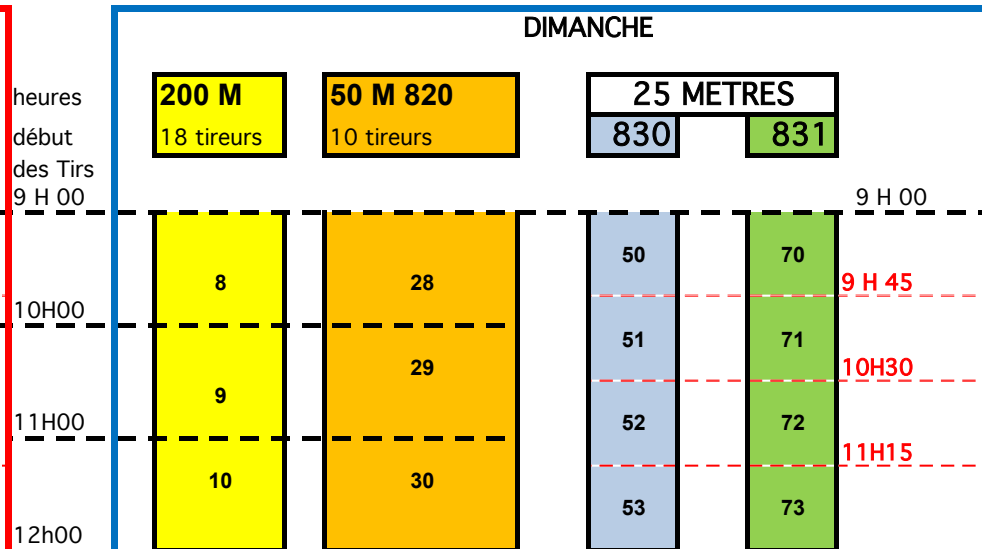 DIMANCHE
heures
début
des Tirs
200 M
18 tireurs
50 M 820
10 tireurs
25 METRES
830
831
9 H 00
9 H 00
50
70
8
28
9 H 45
10H00
51
71
29
10H30
9
11H00
52
72
11H15
10
30
53
73
12h00